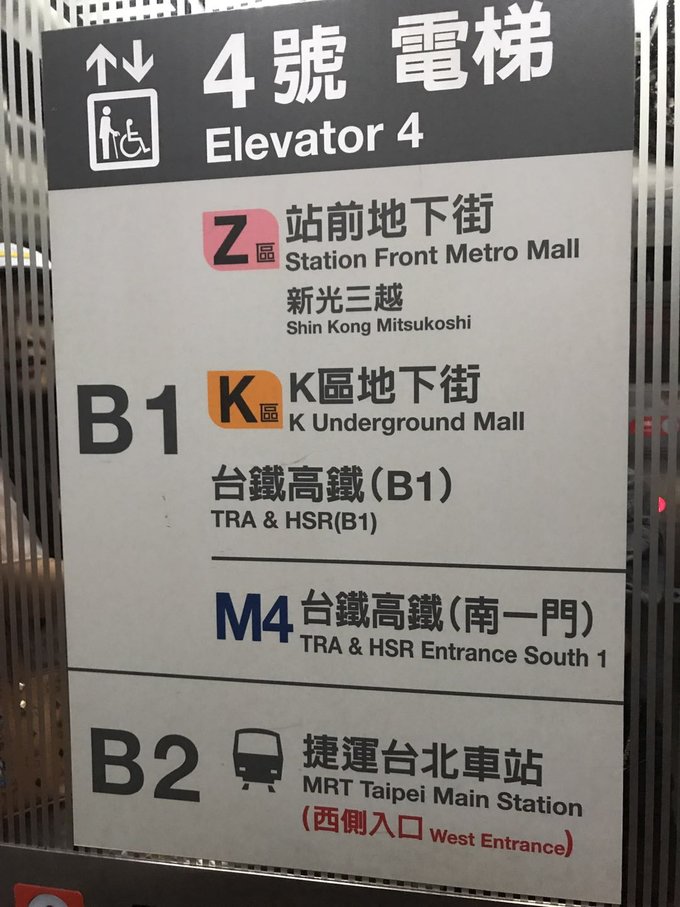 4號 電梯
Elevator 4
Z區 站前地下街
Station Front Metro Mall
新光三越
Shin Kong Mitsukoshi
B1
K區 K區地下街
K Underground Mall
台鐵高鐵(B1)
TRA & HSR(B1)
M4 台鐵高鐵(南一門)
TRA & HSR Entrance South 1
B2
捷運台北車站
MRT Taipei Main Station
(西側入口 West Entrance)